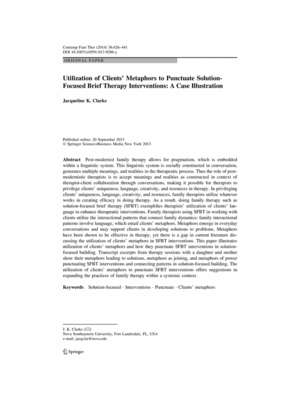 Contemp Fam Ther (2014) 36:426–441
DOI 10.1007/s10591-013-9286-y
ORIGINAL PAPER
Utilization of Clients' Metaphors to Punctuate Solution-
Focused Brief Therapy Interventions: A Case Illustration
Jacqueline K. Clarke
Published online: 20 September 2013
© Springer Science+Business Media New York 2013
Abstract Post-modernist family therapy allows for pragmatism, which is embedded
within a linguistic system. This linguistic system is socially constructed in conversation,
generates multiple meanings, and realities in the therapeutic process. Thus the role of post-
modernistic therapists is to accept meanings and realities as constructed in context of
therapist-client collaboration through conversations, making it possible for therapists to
privilege clients' uniqueness, language, creativity, and resources in therapy. In privileging
clients' uniqueness, language, creativity, and resources, family therapists utilize whatever
works in creating efficacy in doing therapy. As a result, doing family therapy such as
solution-focused brief therapy (SFBT) exemplifies therapists' utilization of clients' lan-
guage to enhance therapeutic interventions. Family therapists using SFBT in working with
clients utilize the interactional patterns that connect family dynamics: family interactional
patterns involve language, which entail clients' metaphors. Metaphors occur in everyday
conversations and may support clients in developing solutions to problems. Metaphors
have been shown to be effective in therapy, yet there is a gap in current literature dis-
cussing the utilization of clients' metaphors to SFBT interventions. This paper illustrates
utilization of clients' metaphors and how they punctuate SFBT interventions in solution-
focused building. Transcript excerpts from therapy sessions with a daughter and mother
show their metaphors leading to solutions, metaphors as joining, and metaphors of power
punctuating SFBT interventions and connecting patterns in solution-focused building. The
utilization of clients' metaphors to punctuate SFBT interventions offers suggestions in
expanding the practices of family therapy within a systemic context.
Keywords Solution-focused · Interventions · Punctuate · Clients' metaphors
J. K. Clarke
Nova Southeastern University, Fort Lauderdale, FL, USA
Springer